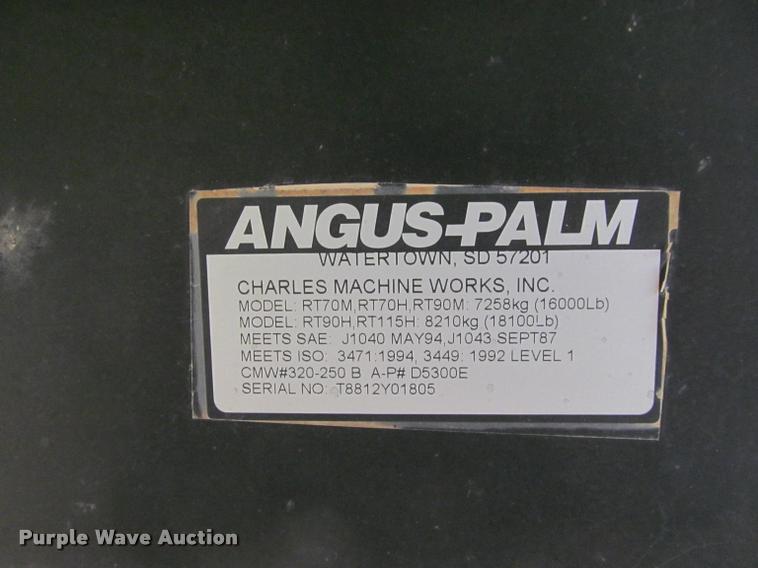 ANGUS-PALM
WATERTOWN, SD 57201
CHARLES MACHINE WORKS, INC.
MODEL: RT70M,RT70H,RT90M: 7258kg (16000Lb)
MODEL: RT90H,RT115H: 8210kg (18100Lb)
MEETS SAE: J1040 MAY94,J1043 SEPT87
MEETS ISO: 3471:1994, 3449: 1992 LEVEL 1
CMW#320-250 B A-P# D5300E
SERIAL NO: T8812Y01805
Purple Wave Auction